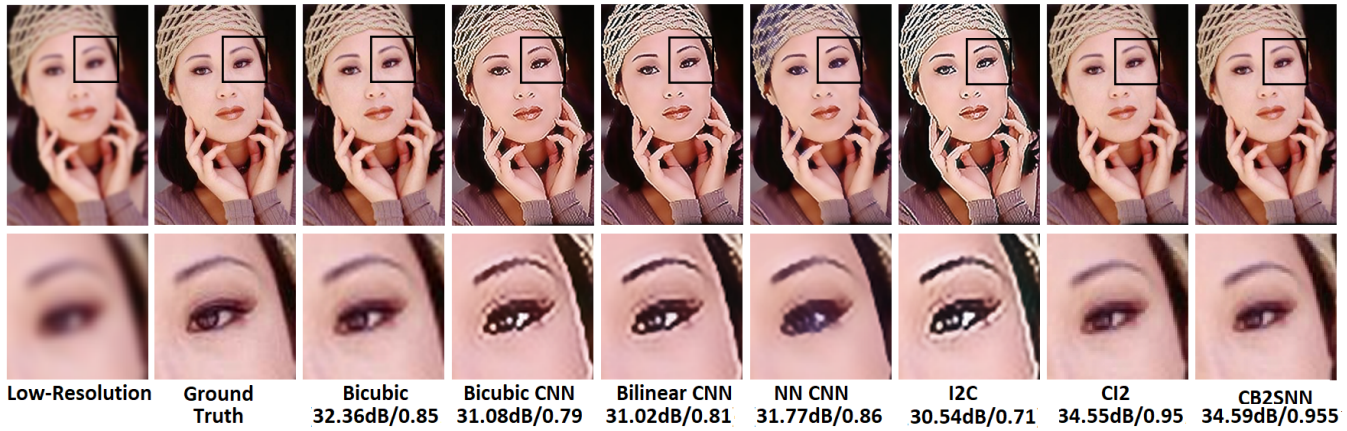 Low-Resolution
Ground
Truth
Bicubic
32.36dB/0.85
Bicubic CNN
31.08dB/0.79
Bilinear CNN
31.02dB/0.81
NN CNN
31.77dB/0.86
I2C
30.54dB/0.71
CI2
34.55dB/0.95
CB2SNN
34.59dB/0.955